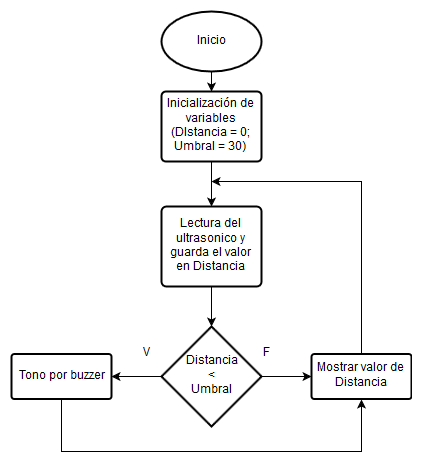 Inicio
Inicialización de
variables
(DIstancia = 0;
Umbral = 30)
Lectura del
ultrasonico y
guarda el valor
en Distancia
V
F
Distancia
<
Umbral
Tono por buzzer
Mostrar valor de
Distancia